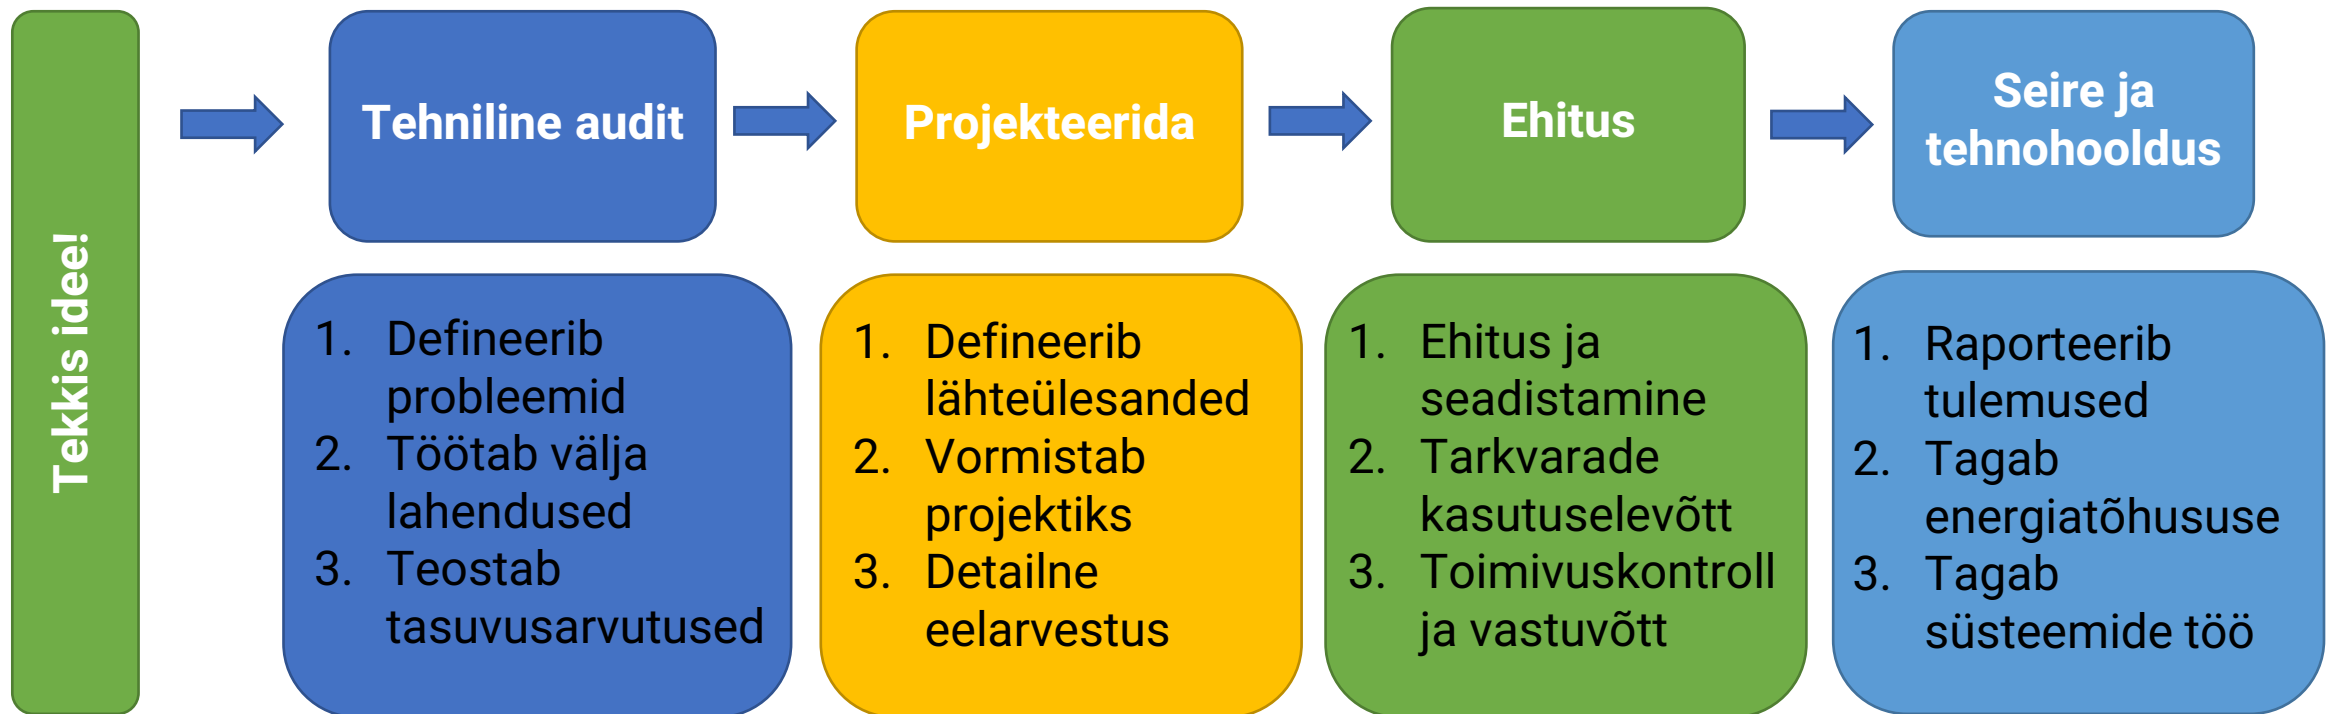 Tekkis idee!
Tehniline audit
Projekteerida
Ehitus
Seire ja
tehnohooldus
1. Defineerib
probleemid
2. Töötab välja
lahendused
3. Teostab
tasuvusarvutused
1. Defineerib
lähteülesanded
2. Vormistab
projektiks
3. Detailne
eelarvestus
1. Ehitus ja
seadistamine
2. Tarkvarade
kasutuselevõtt
3. Toimivuskontroll
ja vastuvõtt
1. Raporteerib
tulemused
2. Tagab
energiatõhususe
3. Tagab
süsteemide töö